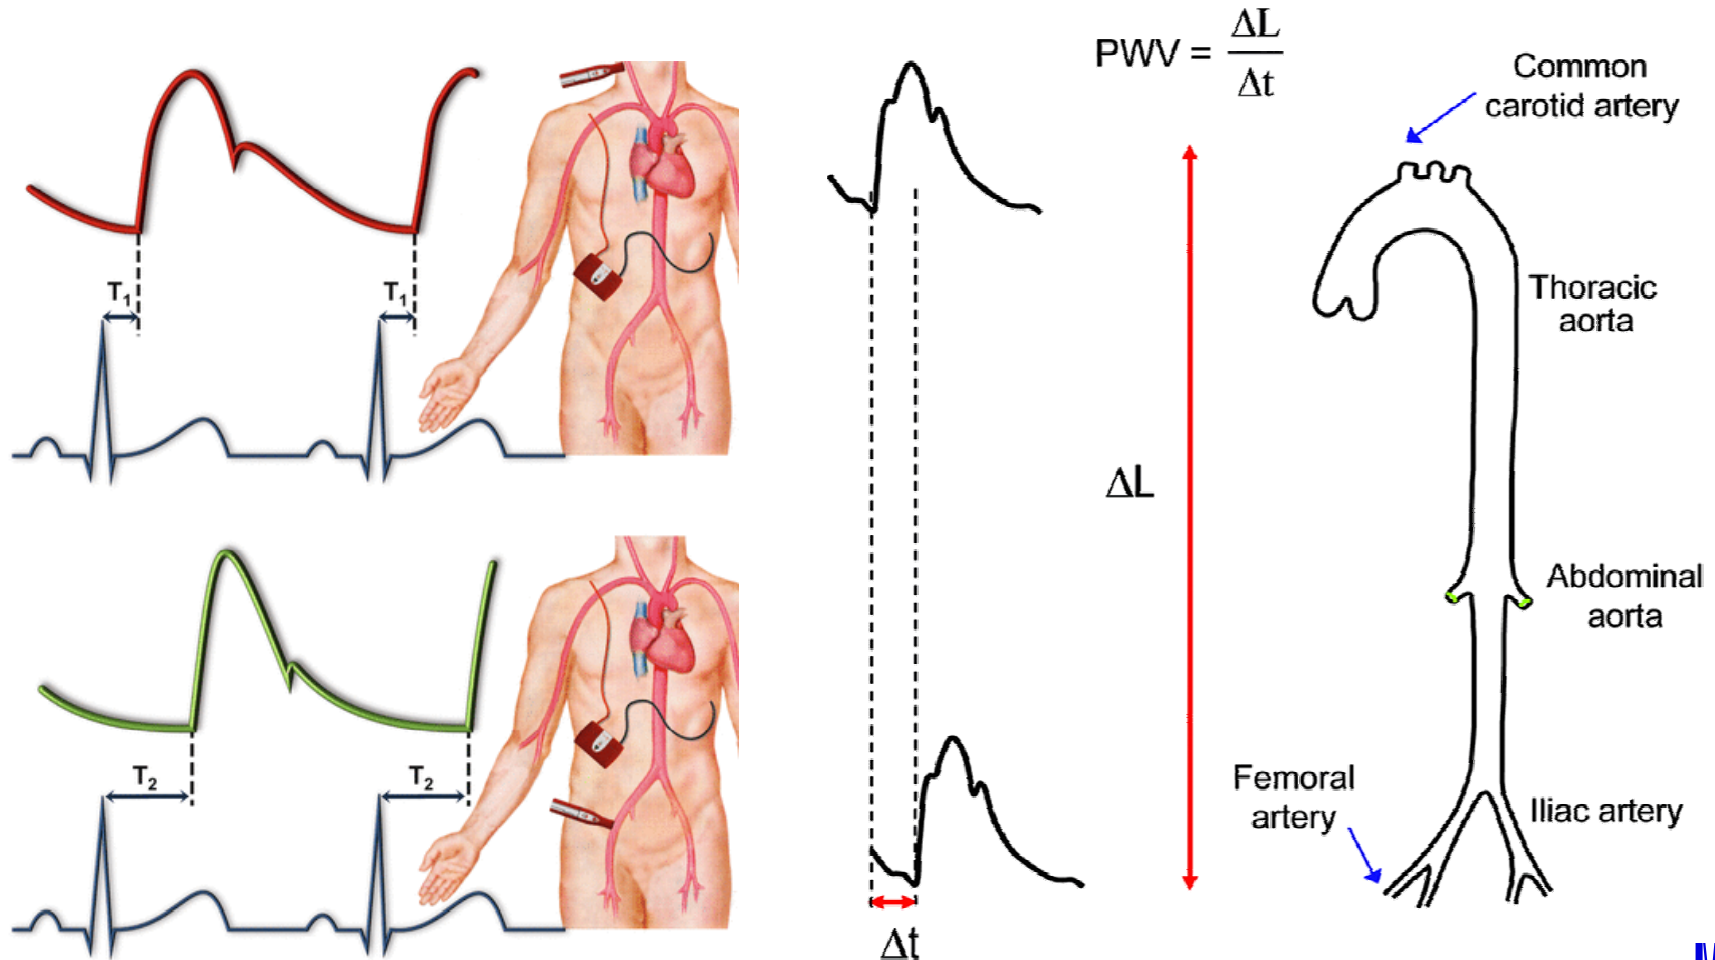 T1
T1
T2
T2
PWV = ΔL
Δt
ΔL
Δt
Common
carotid artery
Thoracic
aorta
Abdominal
aorta
Femoral
artery
Iliac artery